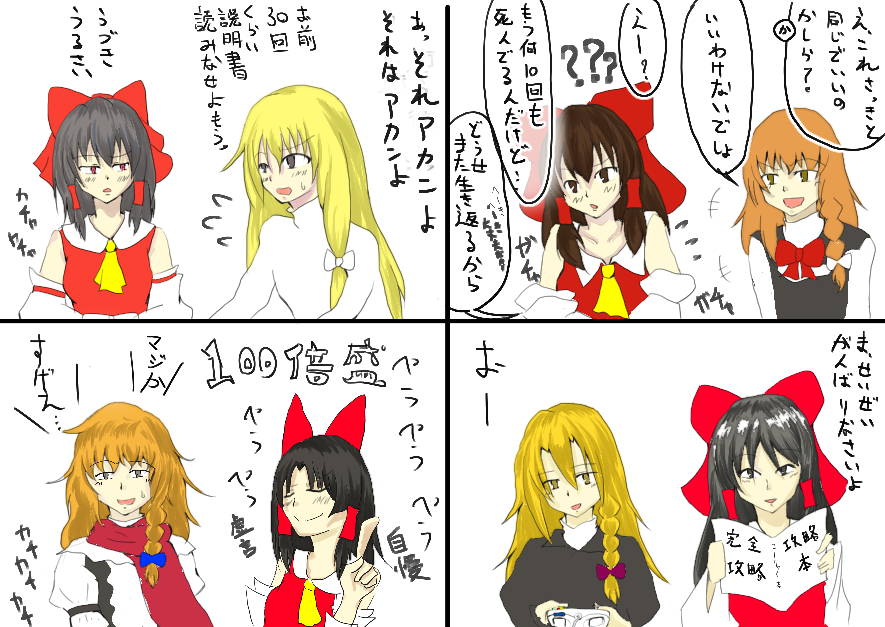 え、これさっきと
同じでいいの
かしら?。
か
いいわけないでしょ
えー?
???
もう何10回も
死んでるんだけど…
どうせ
また生き返るから
ガチャ
ガチャ
あっそれアカンよ
それはアカンよ
お前
30回
くらい
説明書
読みなせよもう。
うづき
うるさい
カチャ
カチャ
ま、せいぜい
がんばりなさいよ
おー
攻略
本
完全
攻略
100倍盛
マジか
すげえ…
ペラ
ペラ
ペラ
ペラ
ペラ
虚言
自慢
カチ
カチ
カチ